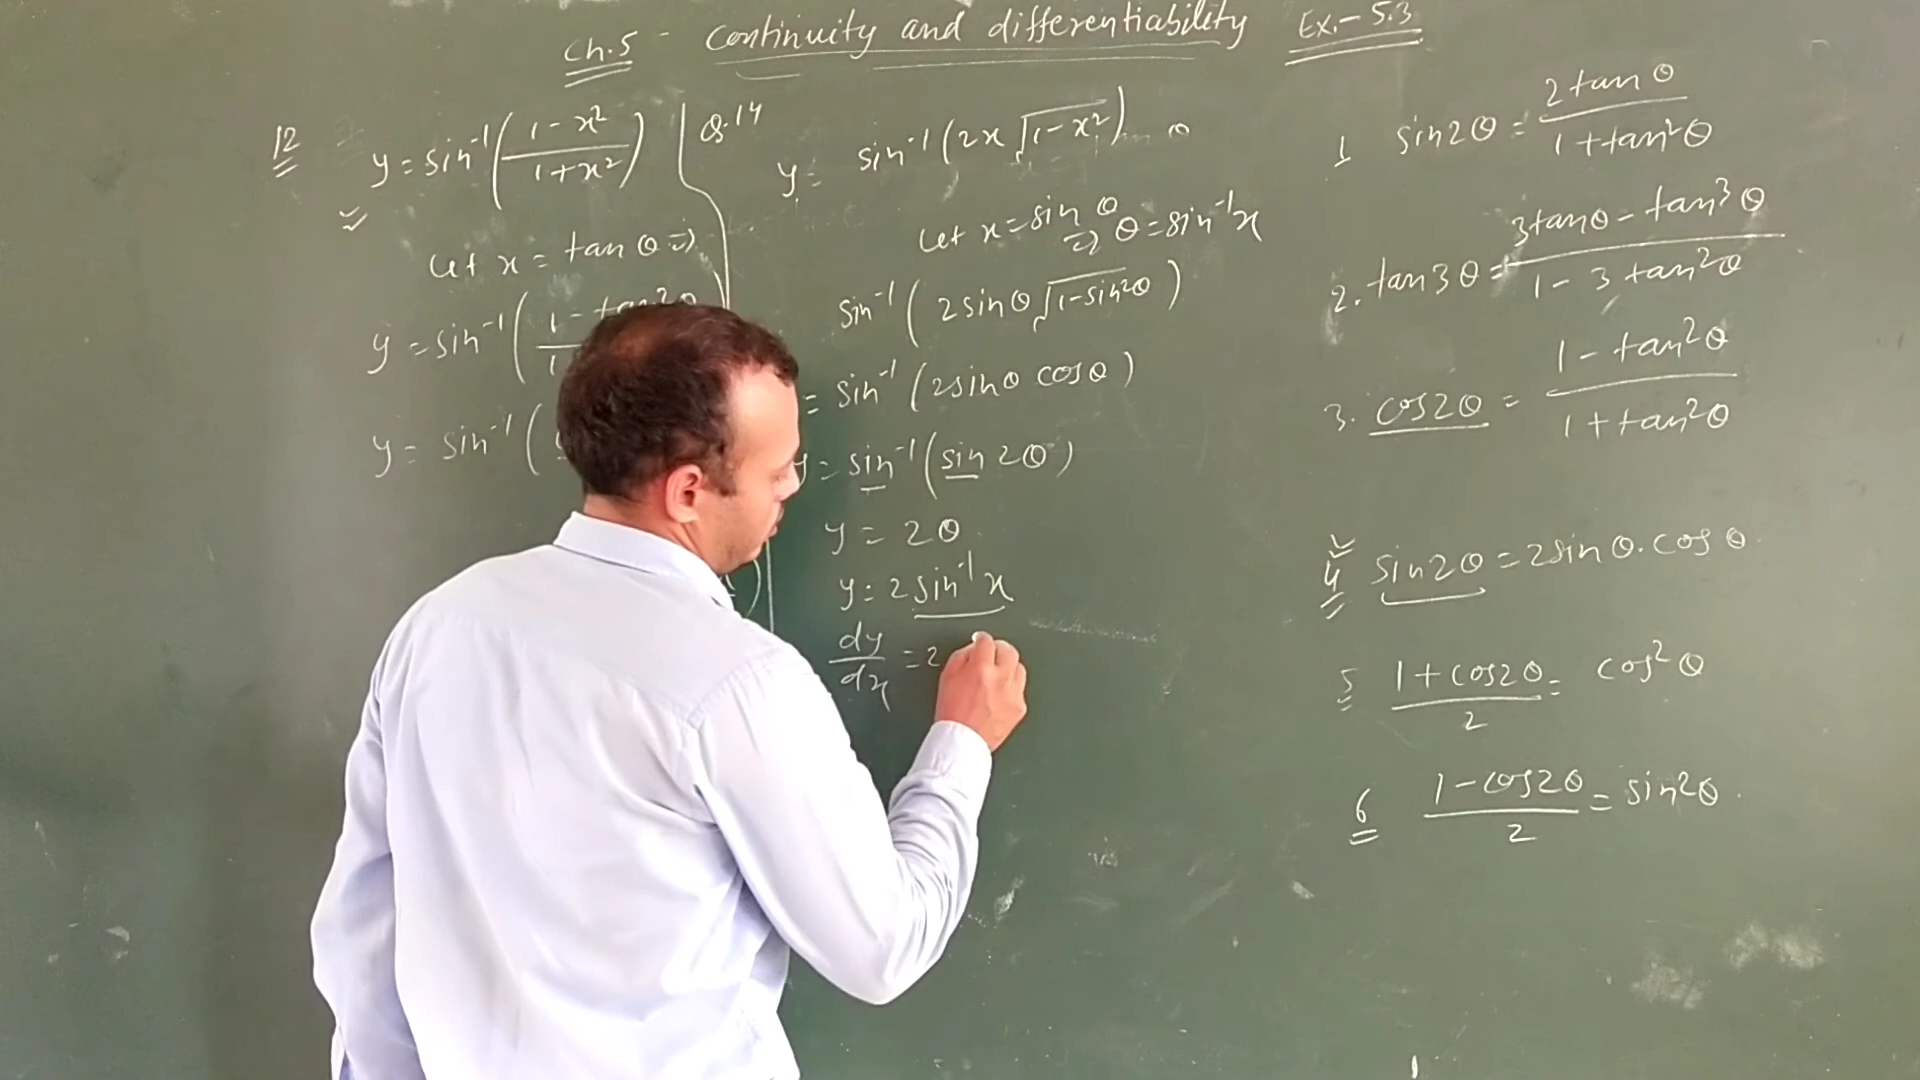 Ch.5 - Continuity and differentiability Ex.- 5.3
12 y = sin⁻¹((1-x²)/(1+x²))
Let x = tan θ ⇒
y = sin⁻¹(
y = sin⁻¹(
Q.14 y = sin⁻¹(2x √(1-x²))
Let x = sin θ
⇒ θ = sin⁻¹x
sin⁻¹(2 sin θ √(1-sin²θ))
= sin⁻¹(2sinθ cosθ)
y = sin⁻¹(sin 2θ)
y = 2θ
y = 2 sin⁻¹x
dy/dx = 2
1 sin2θ = 2tanθ/(1+tan²θ)
2. tan3θ = (3tanθ - tan³θ)/(1 - 3tan²θ)
3. cos2θ = (1 - tan²θ)/(1 + tan²θ)
4 sin2θ = 2sinθ.cosθ
5 (1+cos2θ)/2 = cos²θ
6 (1-cos2θ)/2 = sin²θ